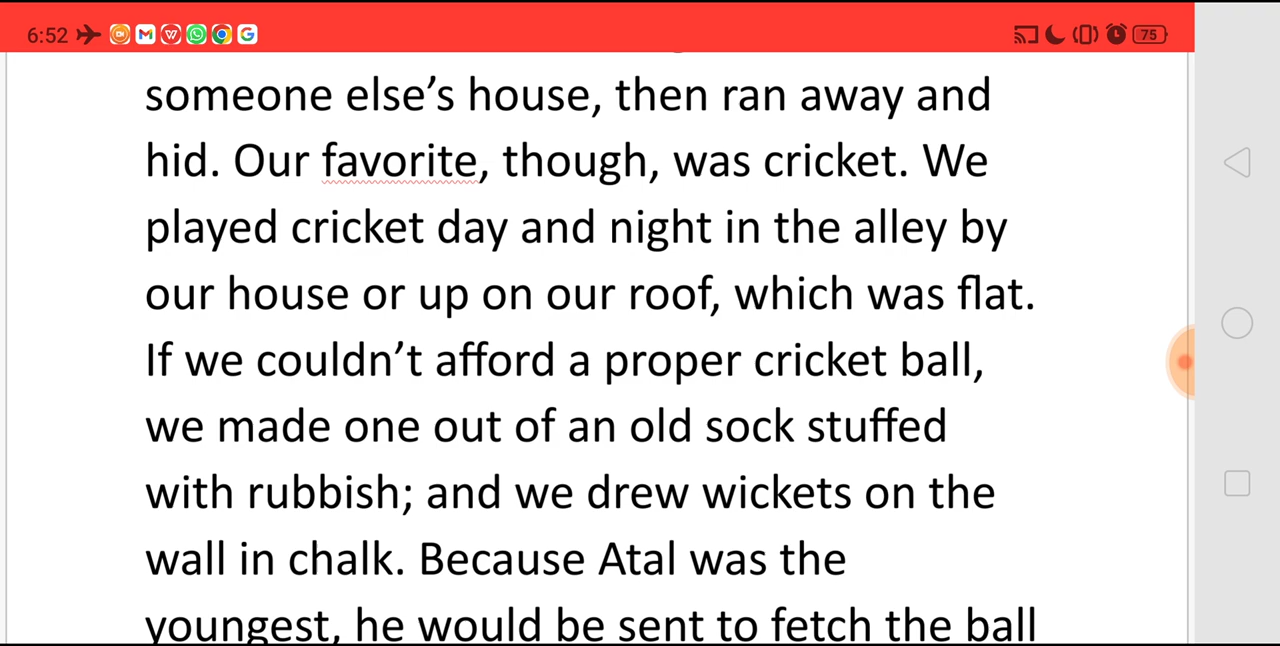 6:52
75
someone else’s house, then ran away and
hid. Our favorite, though, was cricket. We
played cricket day and night in the alley by
our house or up on our roof, which was flat.
If we couldn’t afford a proper cricket ball,
we made one out of an old sock stuffed
with rubbish; and we drew wickets on the
wall in chalk. Because Atal was the
youngest, he would be sent to fetch the ball